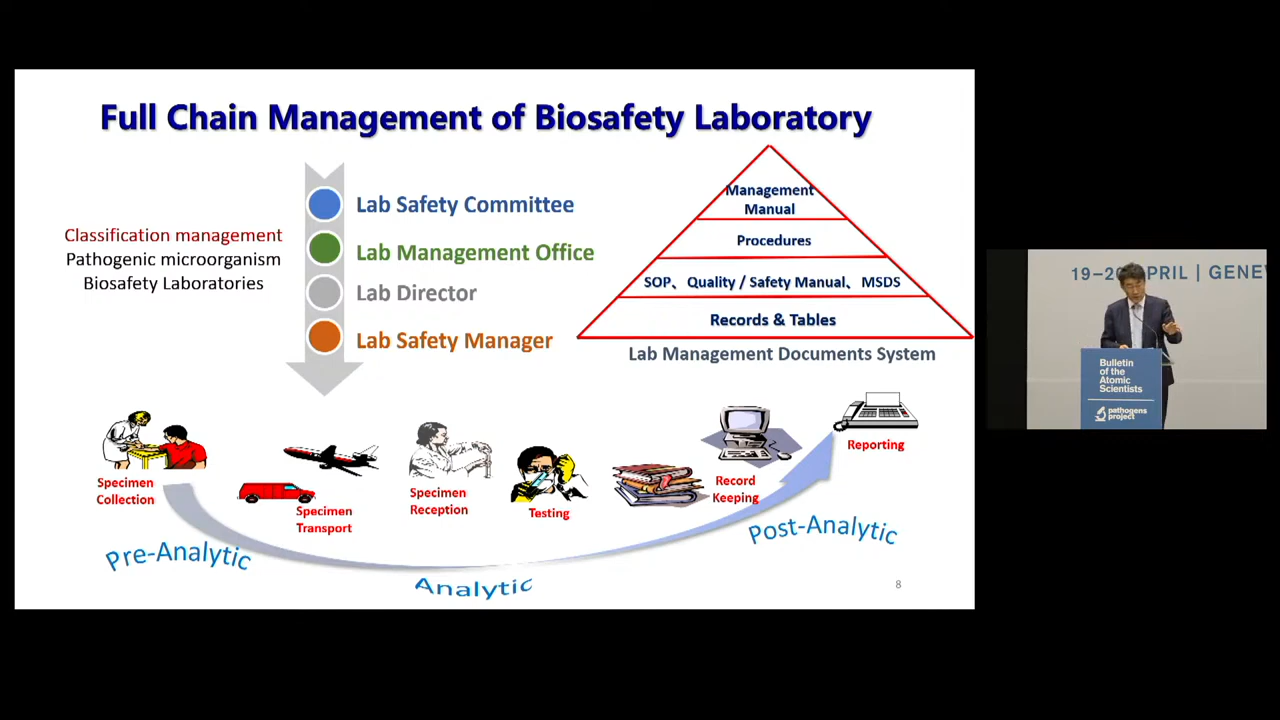 Full Chain Management of Biosafety Laboratory
Classification management
Pathogenic microorganism
Biosafety Laboratories
Lab Safety Committee
Lab Management Office
Lab Director
Lab Safety Manager
Management
Manual
Procedures
SOP、Quality / Safety Manual、MSDS
Records & Tables
Lab Management Documents System
Specimen
Collection
Specimen
Transport
Specimen
Reception
Testing
Record
Keeping
Reporting
Pre-Analytic
Analytic
Post-Analytic
8
APRIL | GENEV
Bulletin
of the
Atomic
Scientists
pathogens
project